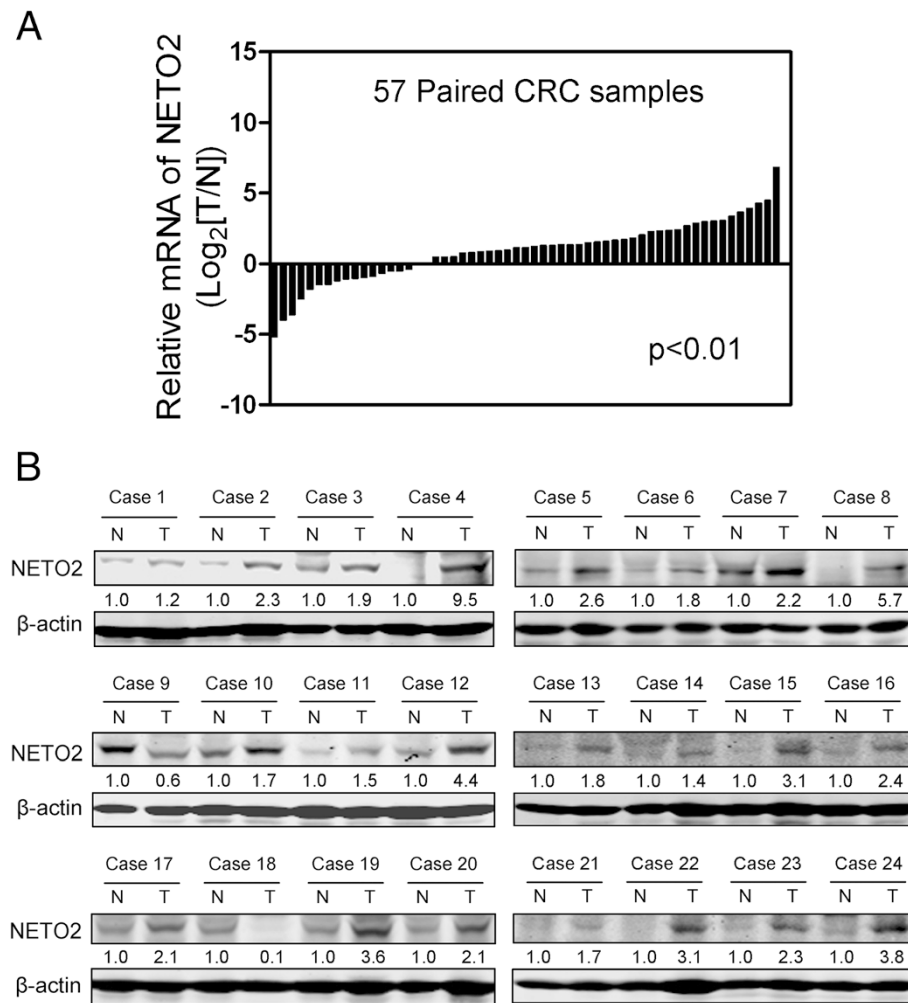 A
Relative mRNA of NETO2
(Log2[T/N])
15
10
5
0
-5
-10
57 Paired CRC samples
p<0.01
B
Case 1 Case 2 Case 3 Case 4 Case 5 Case 6 Case 7 Case 8
N T N T N T N T N T N T N T N T
NETO2
1.0 1.2 1.0 2.3 1.0 1.9 1.0 9.5 1.0 2.6 1.0 1.8 1.0 2.2 1.0 5.7
β-actin
Case 9 Case 10 Case 11 Case 12 Case 13 Case 14 Case 15 Case 16
N T N T N T N T N T N T N T N T
NETO2
1.0 0.6 1.0 1.7 1.0 1.5 1.0 4.4 1.0 1.8 1.0 1.4 1.0 3.1 1.0 2.4
β-actin
Case 17 Case 18 Case 19 Case 20 Case 21 Case 22 Case 23 Case 24
N T N T N T N T N T N T N T N T
NETO2
1.0 2.1 1.0 0.1 1.0 3.6 1.0 2.1 1.0 1.7 1.0 3.1 1.0 2.3 1.0 3.8
β-actin